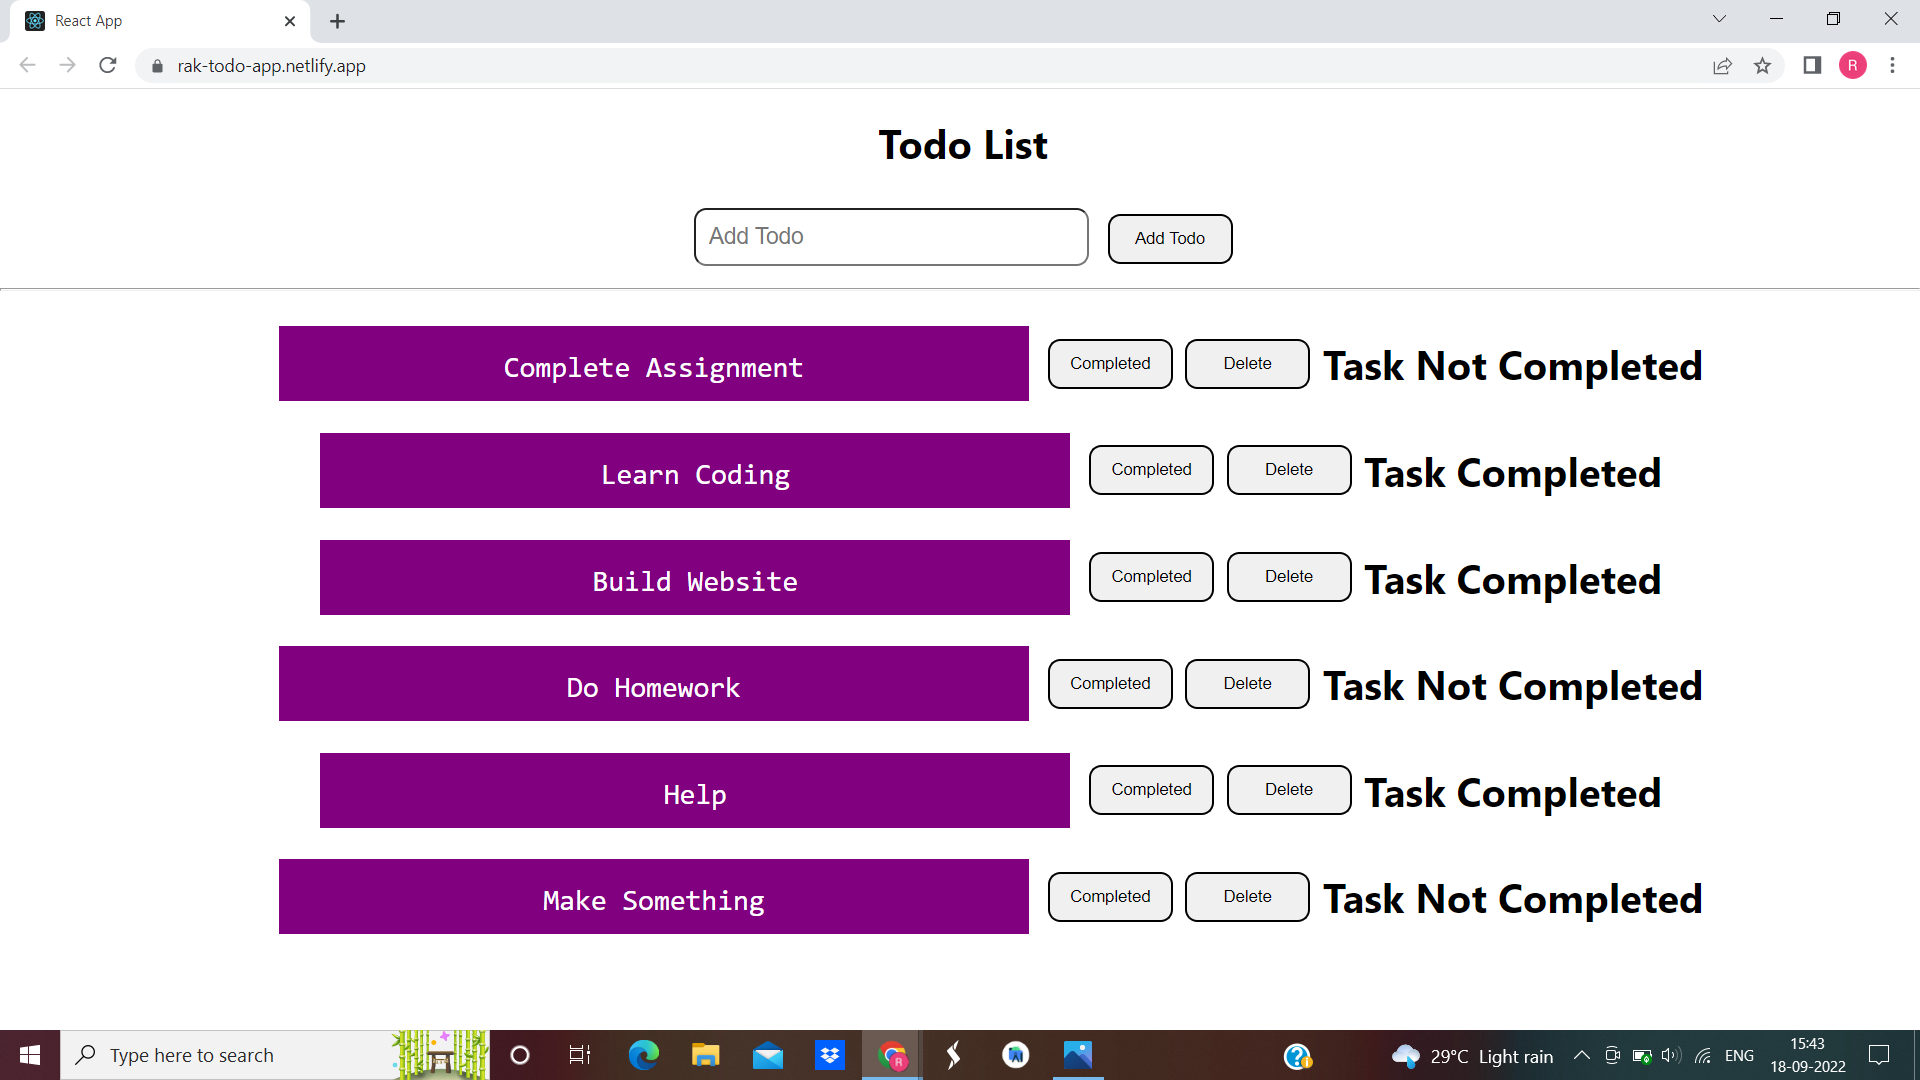 React App
rak-todo-app.netlify.app
R
Todo List
Add Todo Add Todo
Complete Assignment Completed Delete Task Not Completed
Learn Coding Completed Delete Task Completed
Build Website Completed Delete Task Completed
Do Homework Completed Delete Task Not Completed
Help Completed Delete Task Completed
Make Something Completed Delete Task Not Completed
Type here to search R 29°C Light rain ENG 15:43
18-09-2022